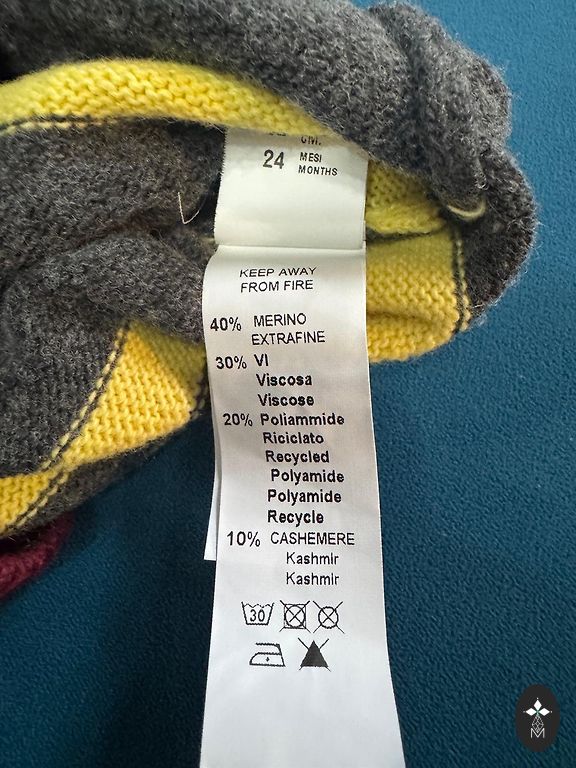 CM.
24 MESI
MONTHS
KEEP AWAY
FROM FIRE
40% MERINO
EXTRAFINE
30% VI
Viscosa
Viscose
20% Poliammide
Riciclato
Recycled
Polyamide
Polyamide
Recycle
10% CASHEMERE
Kashmir
Kashmir
30
M